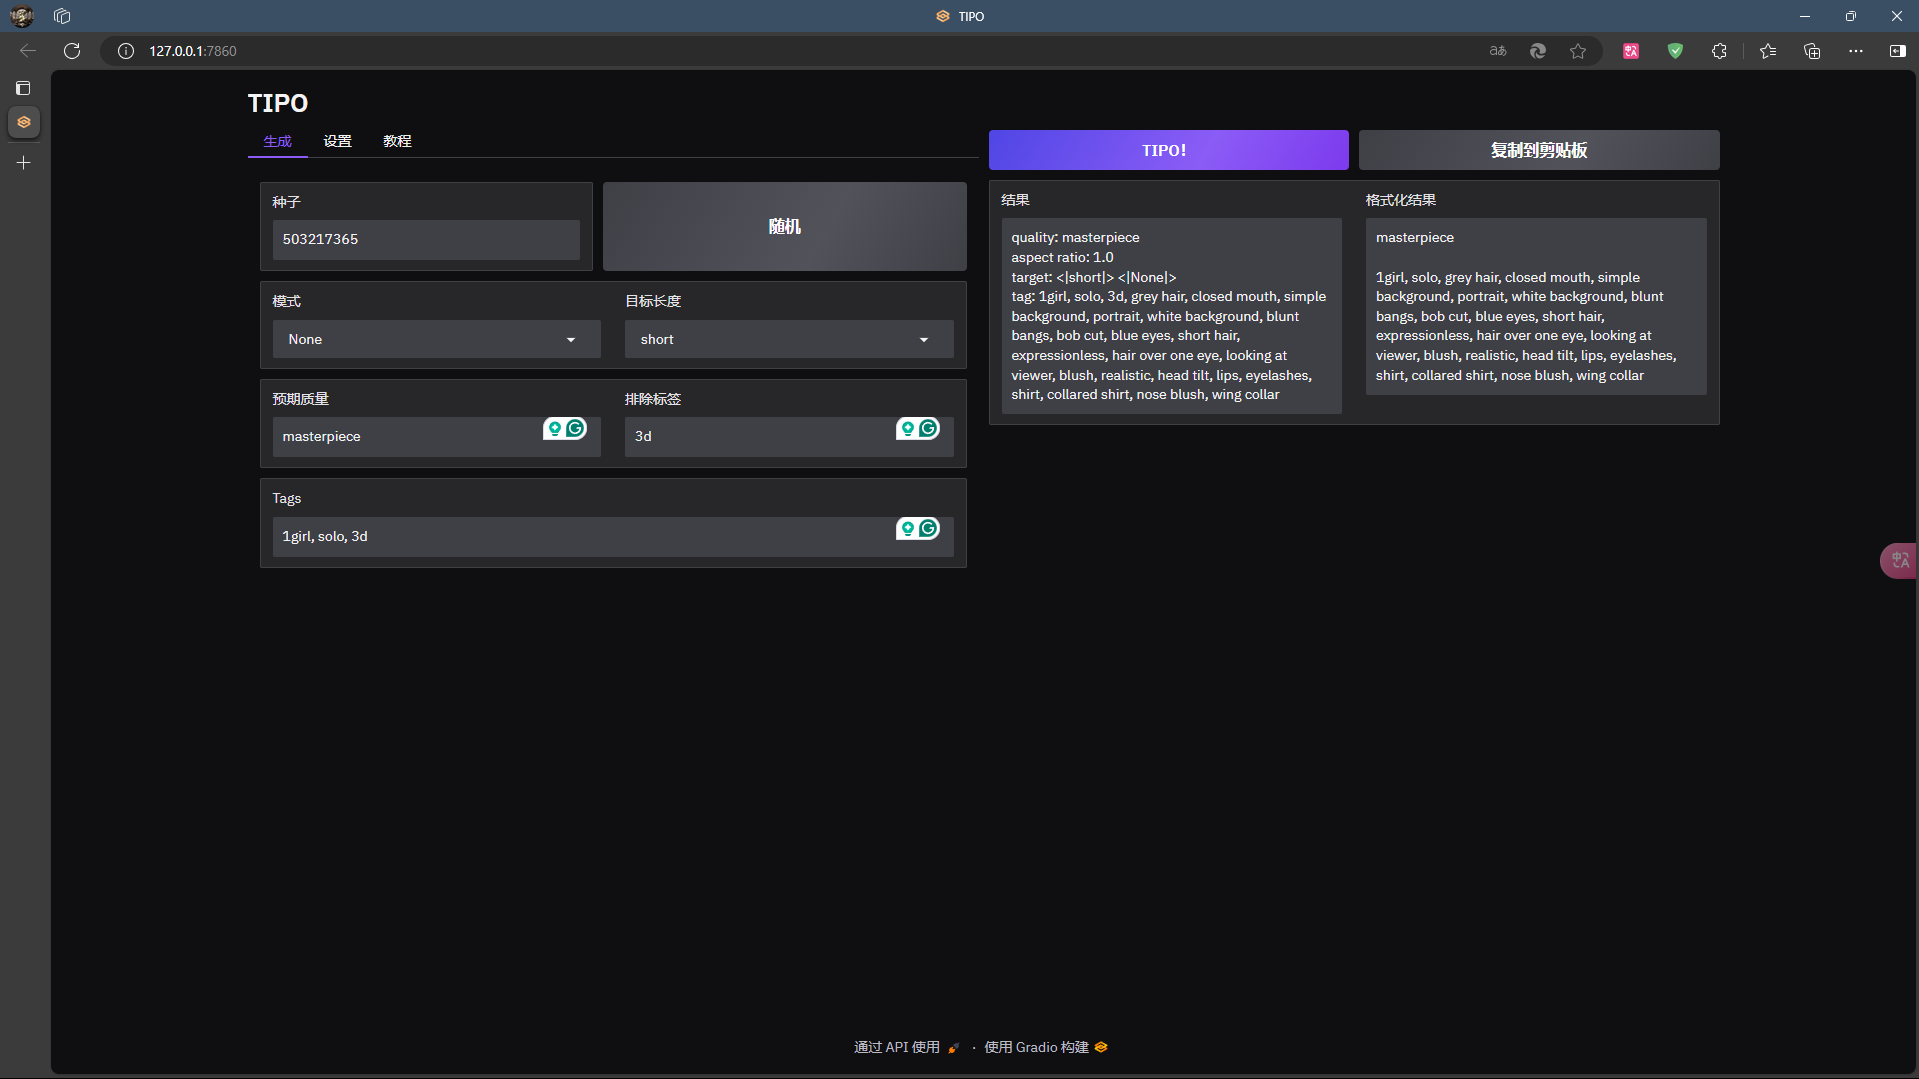 TIPO
127.0.0.1:7860
TIPO
生成
设置
教程
TIPO!
复制到剪贴板
种子
503217365
随机
模式
None
目标长度
short
预期质量
masterpiece
排除标签
3d
Tags
1girl, solo, 3d
结果
quality: masterpiece
aspect ratio: 1.0
target: <|short|> <|None|>
tag: 1girl, solo, 3d, grey hair, closed mouth, simple
background, portrait, white background, blunt
bangs, bob cut, blue eyes, short hair,
expressionless, hair over one eye, looking at
viewer, blush, realistic, head tilt, lips, eyelashes,
shirt, collared shirt, nose blush, wing collar
格式化结果
masterpiece
1girl, solo, grey hair, closed mouth, simple
background, portrait, white background, blunt
bangs, bob cut, blue eyes, short hair,
expressionless, hair over one eye, looking at
viewer, blush, realistic, head tilt, lips, eyelashes,
shirt, collared shirt, nose blush, wing collar
通过 API 使用 · 使用 Gradio 构建